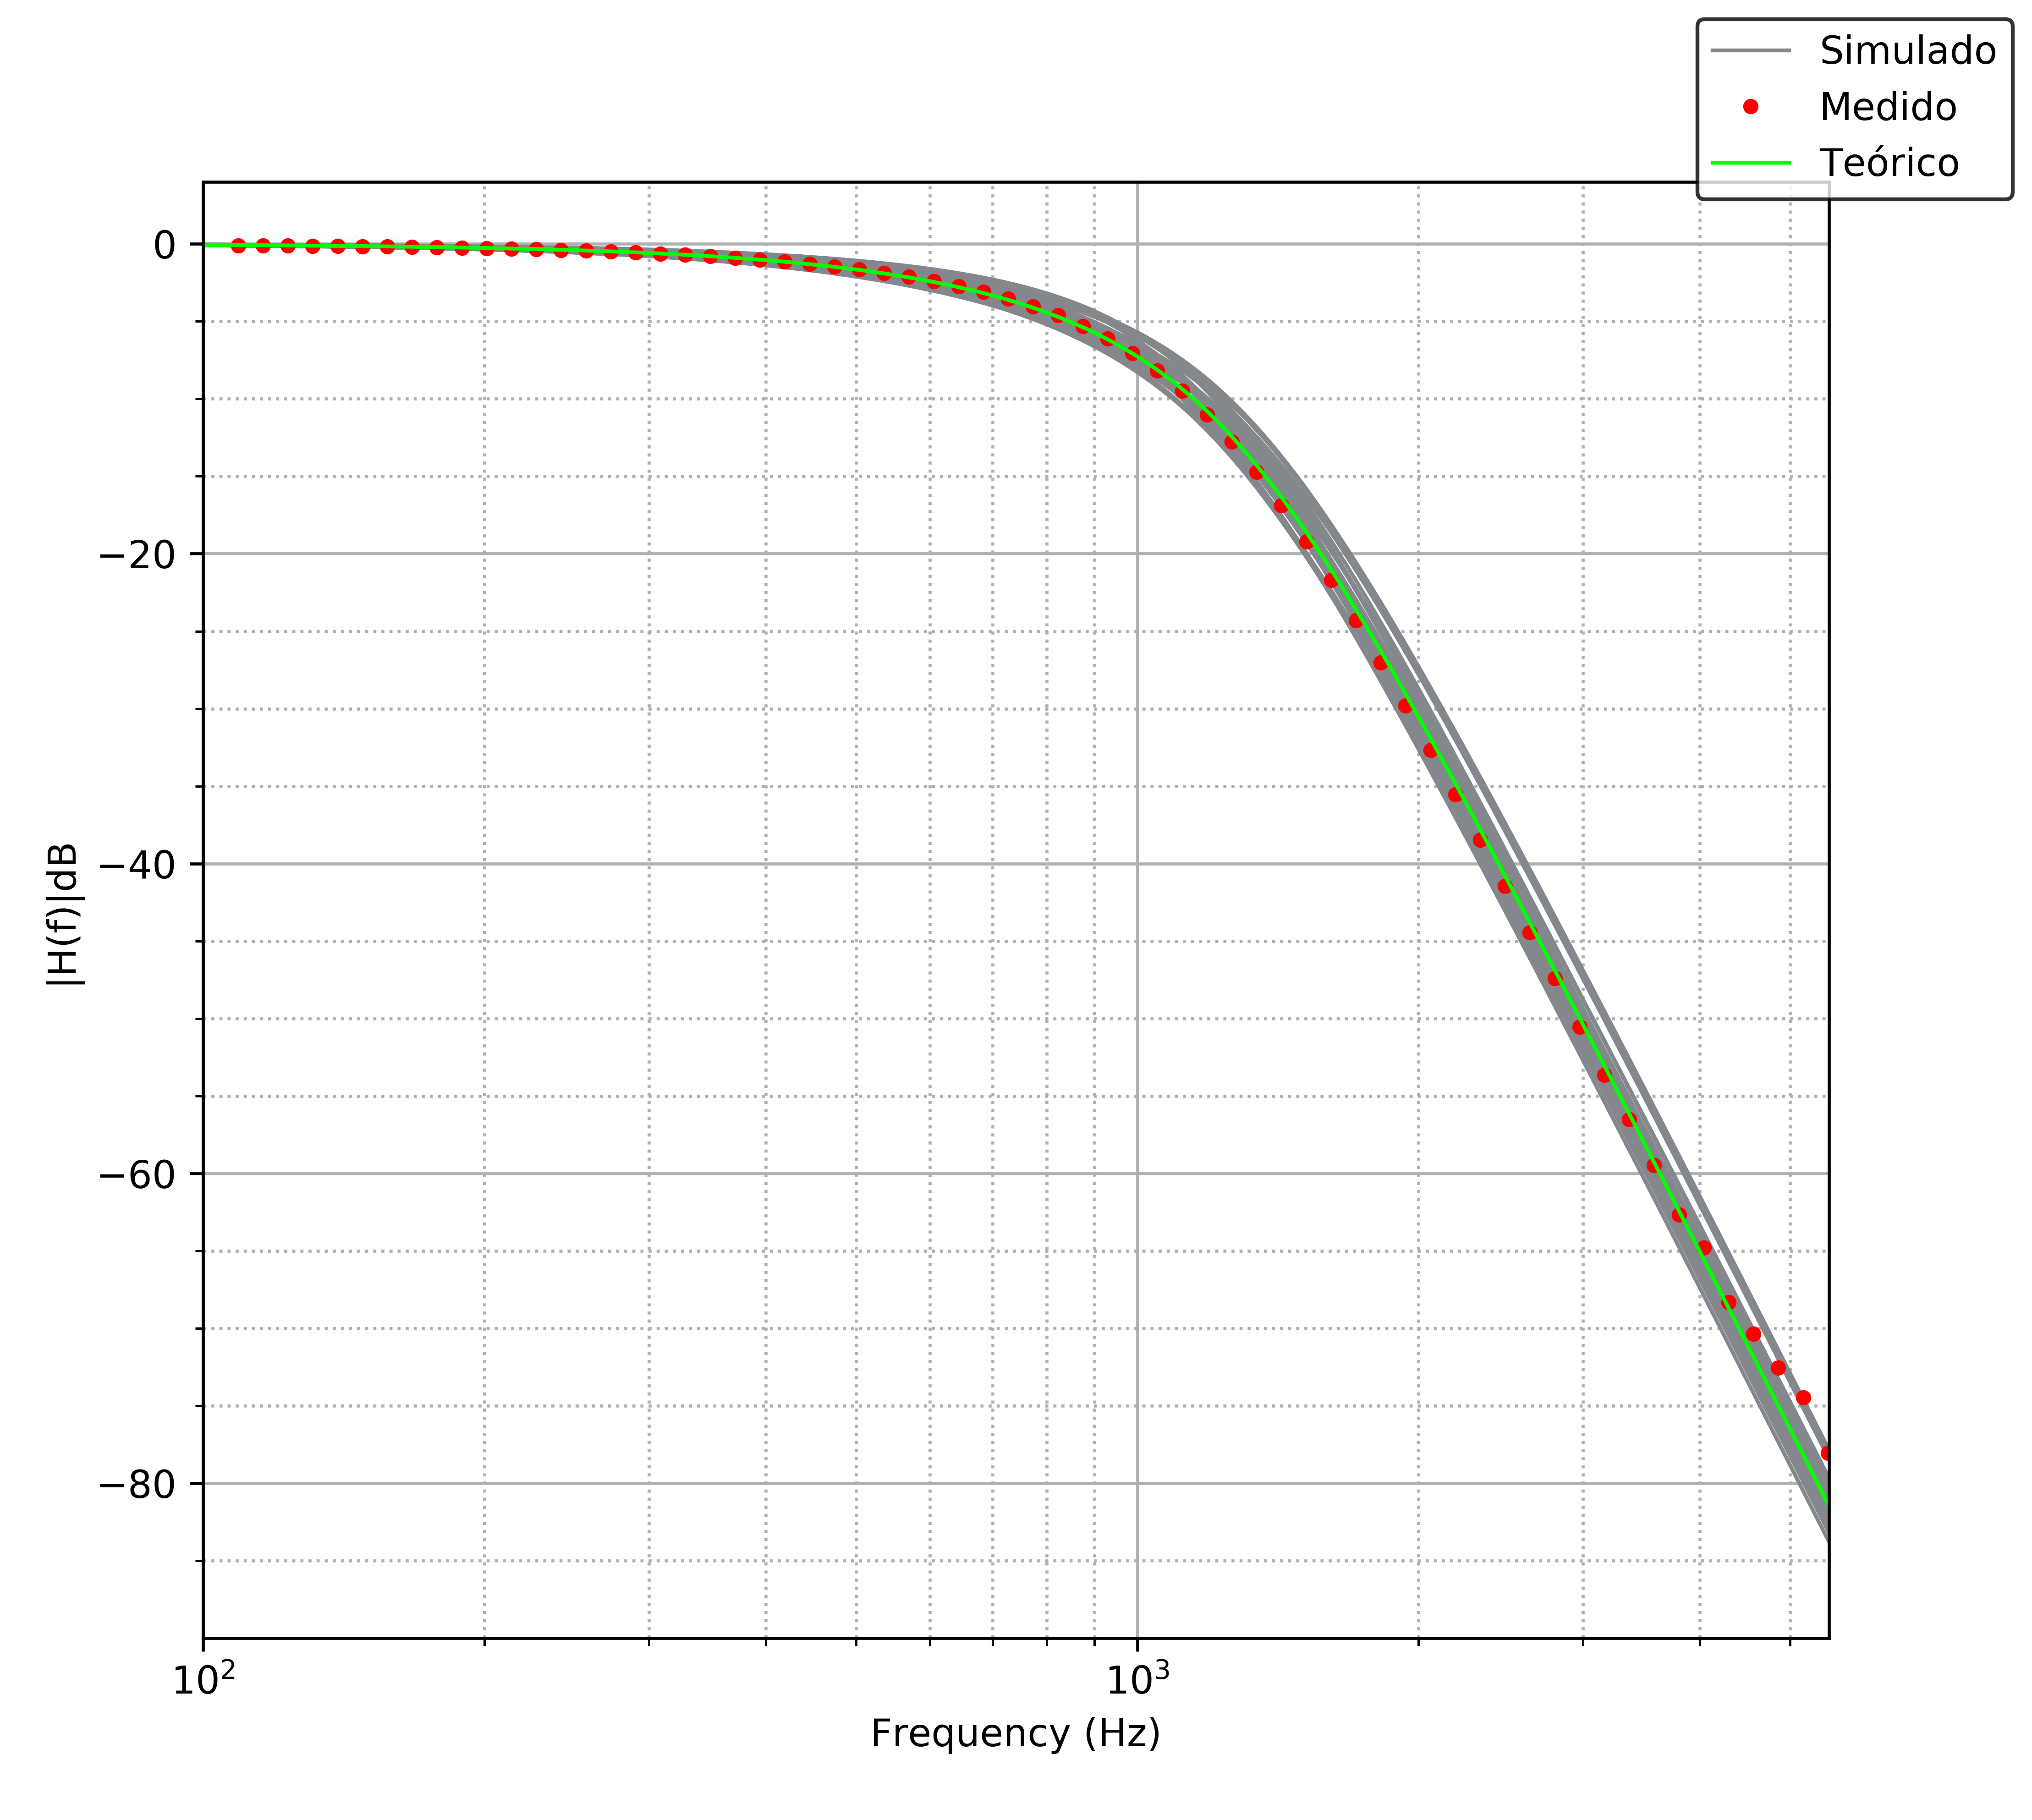 Simulado
Medido
Teórico
0
−20
−40
−60
−80
|H(f)|dB
10²
10³
Frequency (Hz)